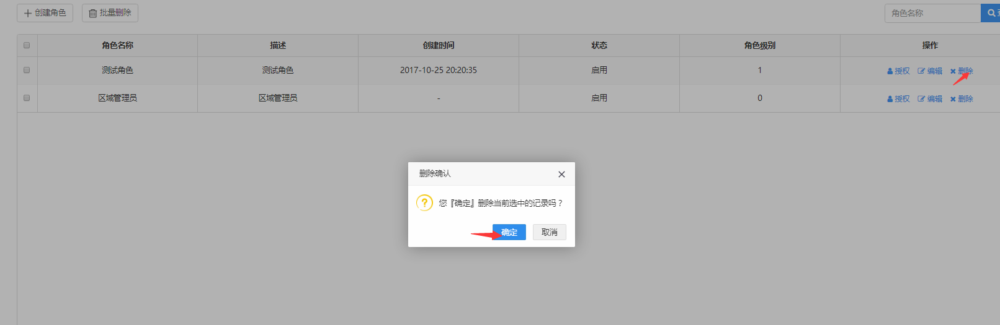 创建角色 批量删除 角色名称
角色名称 描述 创建时间 状态 角色级别 操作
测试角色 测试角色 2017-10-25 20:20:35 启用 1 授权 编辑 删除
区域管理员 区域管理员 - 启用 0 授权 编辑 删除
删除确认
您『确定』删除当前选中的记录吗？
确定 取消